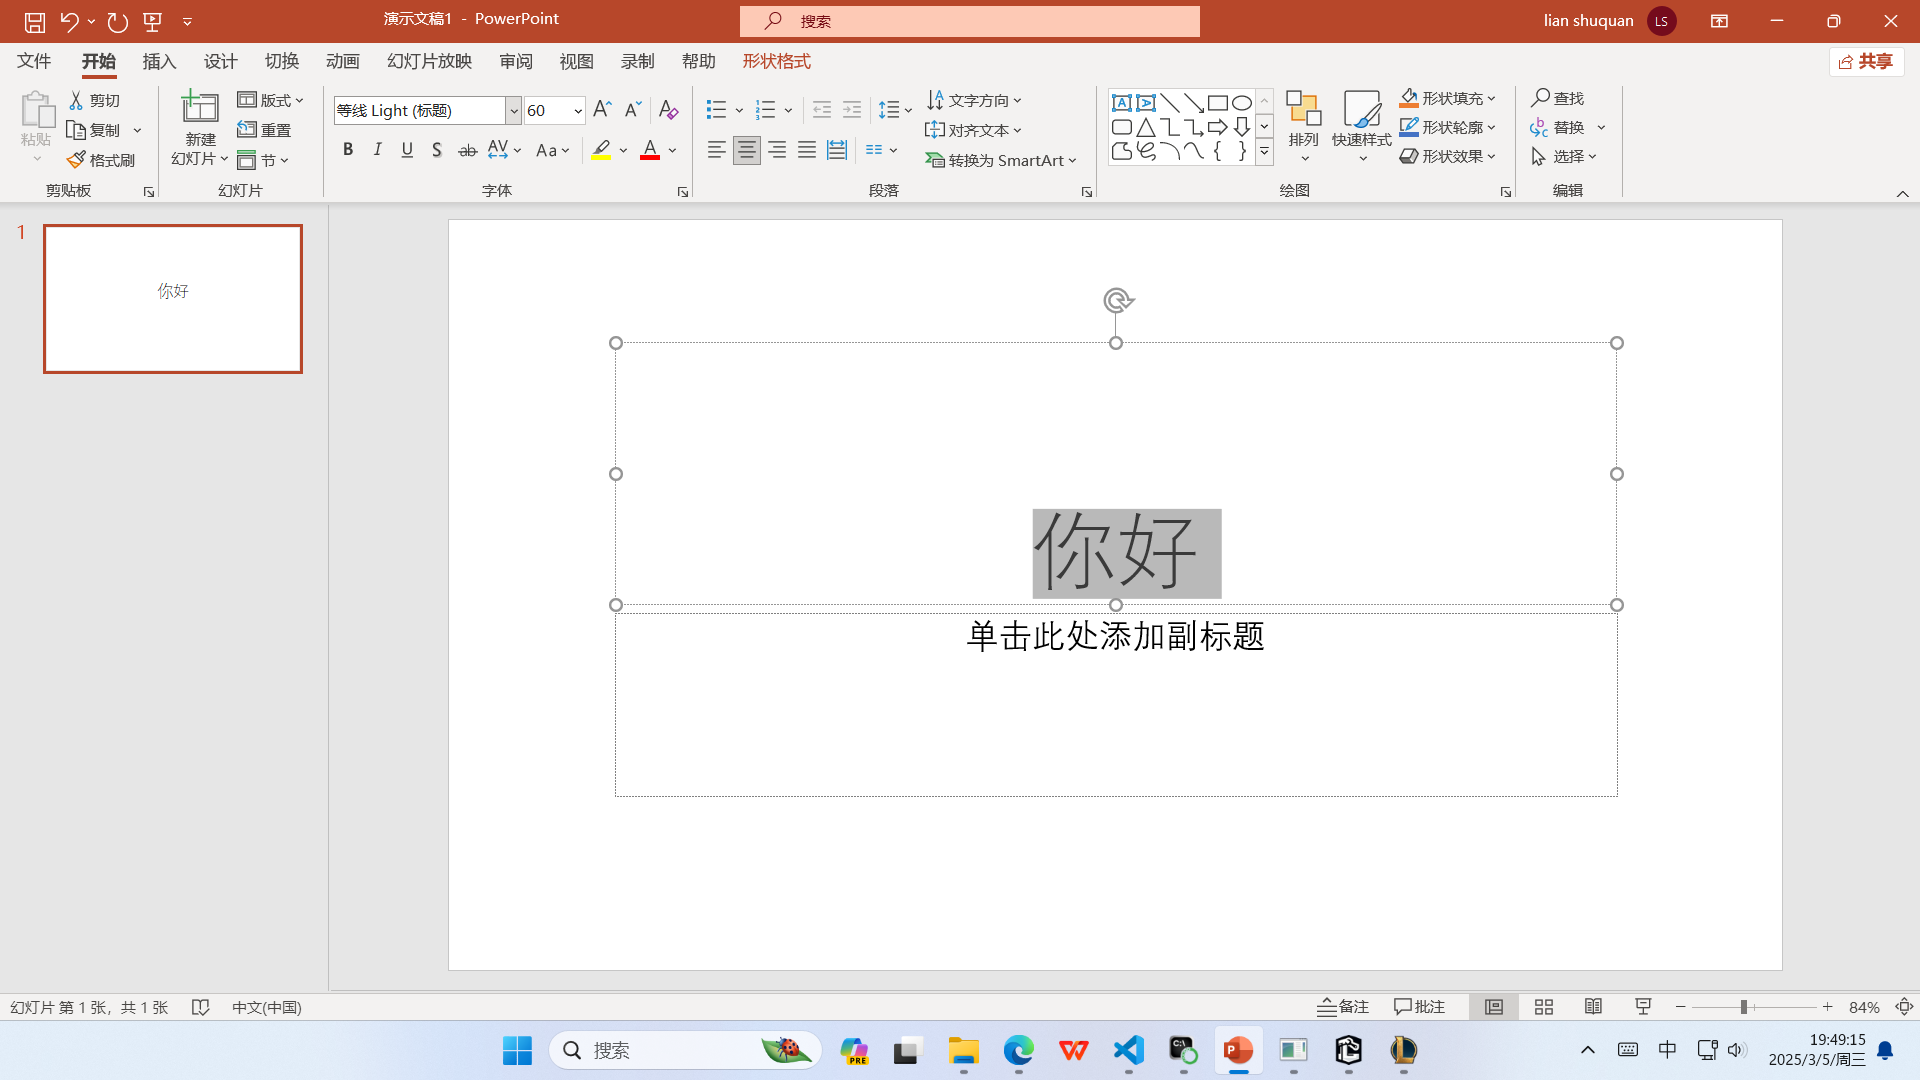 演示文稿1 - PowerPoint
搜索
lian shuquan
LS
文件 开始 插入 设计 切换 动画 幻灯片放映 审阅 视图 录制 帮助 形状格式
共享
粘贴
剪切
复制
格式刷
剪贴板
新建
幻灯片
版式
重置
节
幻灯片
等线 Light (标题)
60
B I U S ab AV Aa A
字体
文字方向
对齐文本
转换为 SmartArt
段落
排列
快速样式
形状填充
形状轮廓
形状效果
绘图
查找
替换
选择
编辑
1
你好
你好
单击此处添加副标题
幻灯片 第 1 张，共 1 张
中文(中国)
备注
批注
84%
搜索
PRE
中
19:49:15
2025/3/5/周三